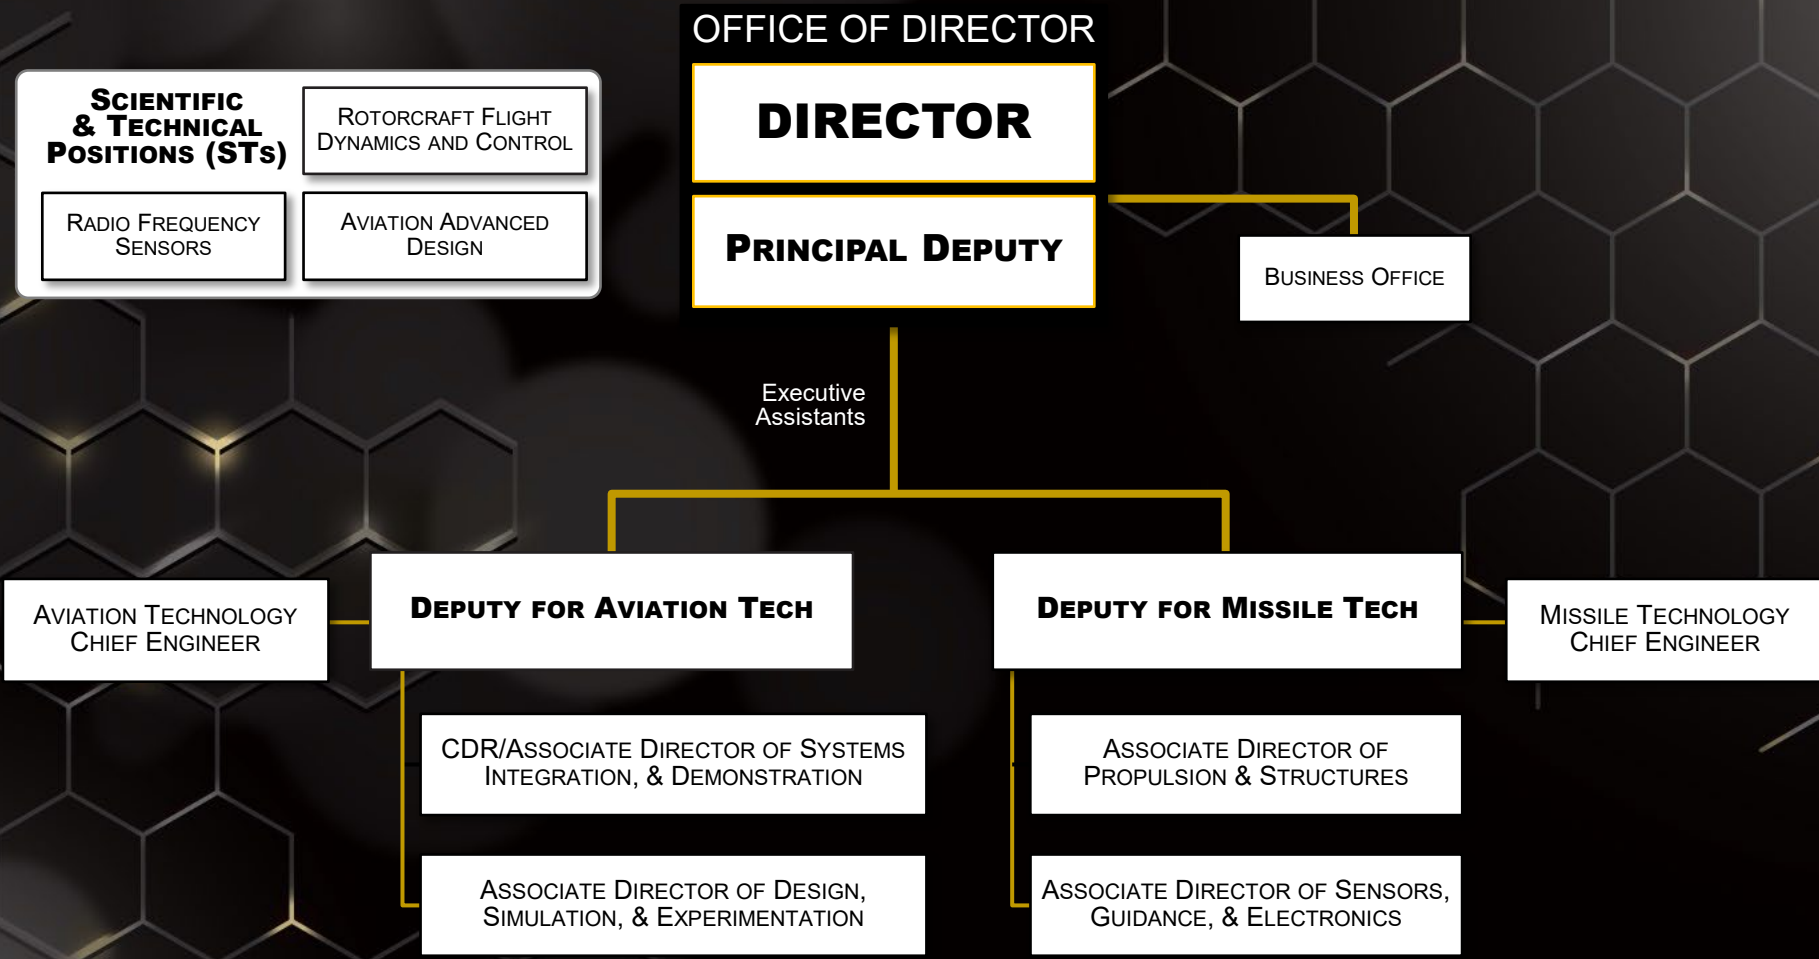 OFFICE OF DIRECTOR
DIRECTOR
PRINCIPAL DEPUTY
SCIENTIFIC
& TECHNICAL
POSITIONS (STS)
ROTORCRAFT FLIGHT
DYNAMICS AND CONTROL
RADIO FREQUENCY
SENSORS
AVIATION ADVANCED
DESIGN
BUSINESS OFFICE
Executive
Assistants
AVIATION TECHNOLOGY
CHIEF ENGINEER
DEPUTY FOR AVIATION TECH
DEPUTY FOR MISSILE TECH
MISSILE TECHNOLOGY
CHIEF ENGINEER
CDR/ASSOCIATE DIRECTOR OF SYSTEMS
INTEGRATION, & DEMONSTRATION
ASSOCIATE DIRECTOR OF
PROPULSION & STRUCTURES
ASSOCIATE DIRECTOR OF DESIGN,
SIMULATION, & EXPERIMENTATION
ASSOCIATE DIRECTOR OF SENSORS,
GUIDANCE, & ELECTRONICS